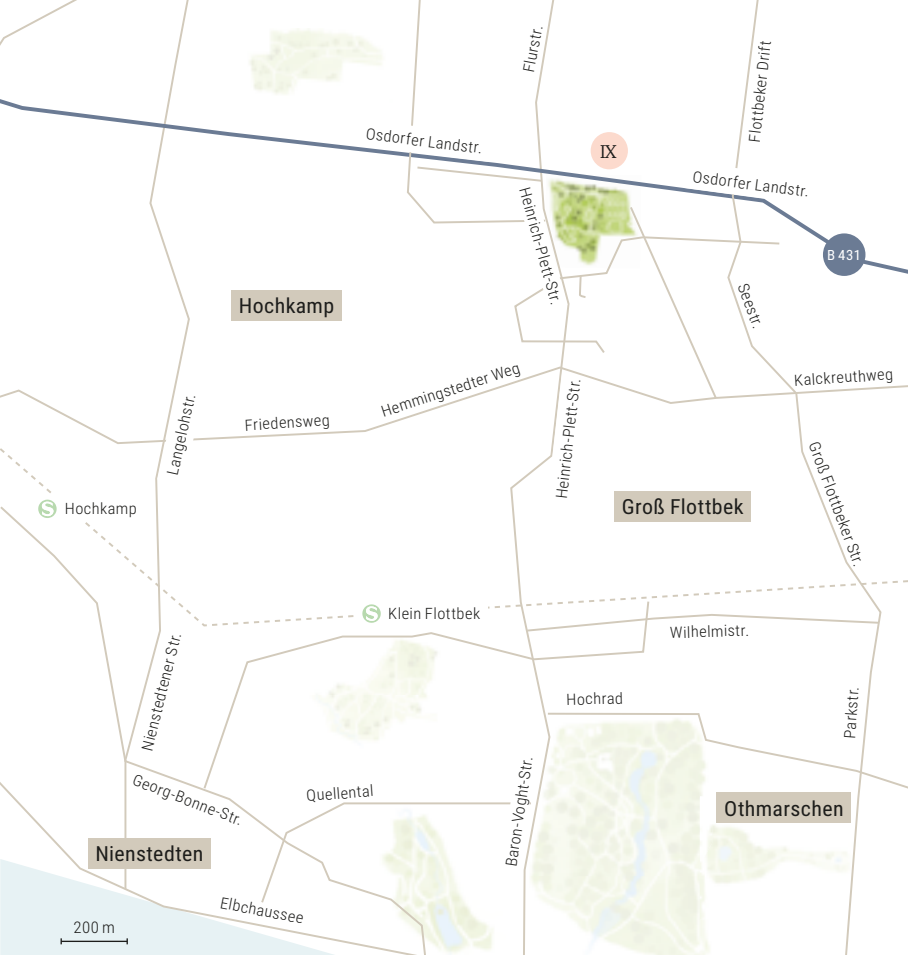 Flurstr.
Flottbeker Drift
Osdorfer Landstr.
IX
Osdorfer Landstr.
Heinrich-Plett-Str.
B 431
Hochkamp
Seestr.
Hemmingstedter Weg
Kalckreuthweg
Friedensweg
Langelohstr.
Heinrich-Plett-Str.
Groß Flottbeker Str.
S Hochkamp
Groß Flottbek
S Klein Flottbek
Wilhelmistr.
Nienstedtener Str.
Hochrad
Parkstr.
Georg-Bonne-Str.
Quellental
Baron-Voght-Str.
Othmarschen
Nienstedten
Elbchaussee
200 m